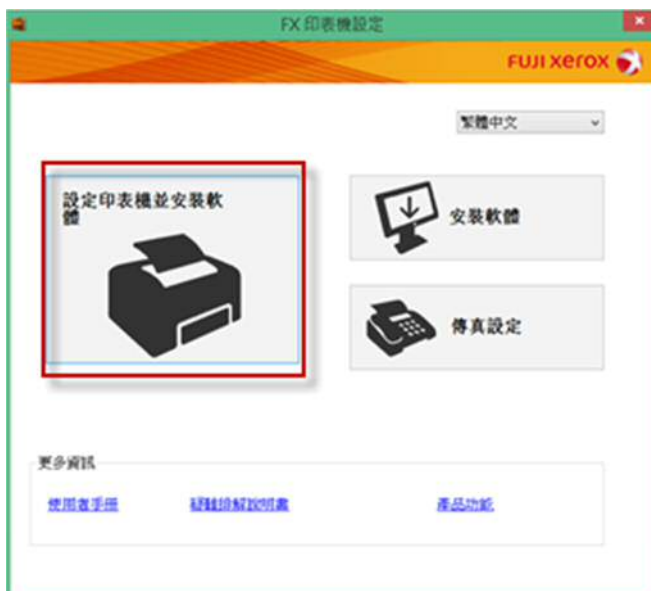 FX 印表機設定
FUJI xerox
繁體中文
設定印表機並安裝軟
體
安裝軟體
傳真設定
更多資訊
使用者手冊
疑難排解說明書
產品功能